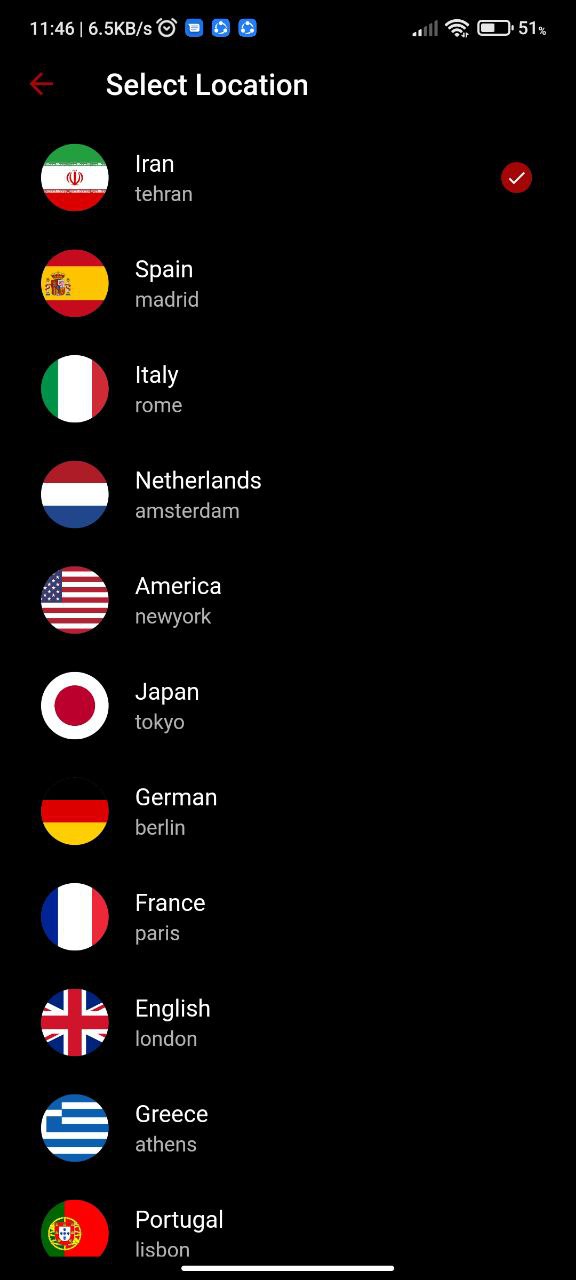 11:46 | 6.5KB/s
51%
Select Location
Iran
tehran
Spain
madrid
Italy
rome
Netherlands
amsterdam
America
newyork
Japan
tokyo
German
berlin
France
paris
English
london
Greece
athens
Portugal
lisbon